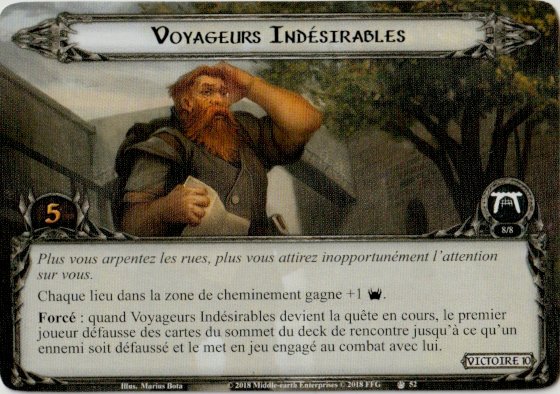 Voyageurs Indésirables
5
8/8
Plus vous arpentez les rues, plus vous attirez inopportunément l'attention
sur vous.
Chaque lieu dans la zone de cheminement gagne +1 .
Forcé : quand Voyageurs Indésirables devient la quête en cours, le premier
joueur défausse des cartes du sommet du deck de rencontre jusqu'à ce qu'un
ennemi soit défaussé et le met en jeu engagé au combat avec lui.
VICTOIRE 10
Illus. Marius Bota © 2018 Middle-earth Enterprises © 2018 FFG 52